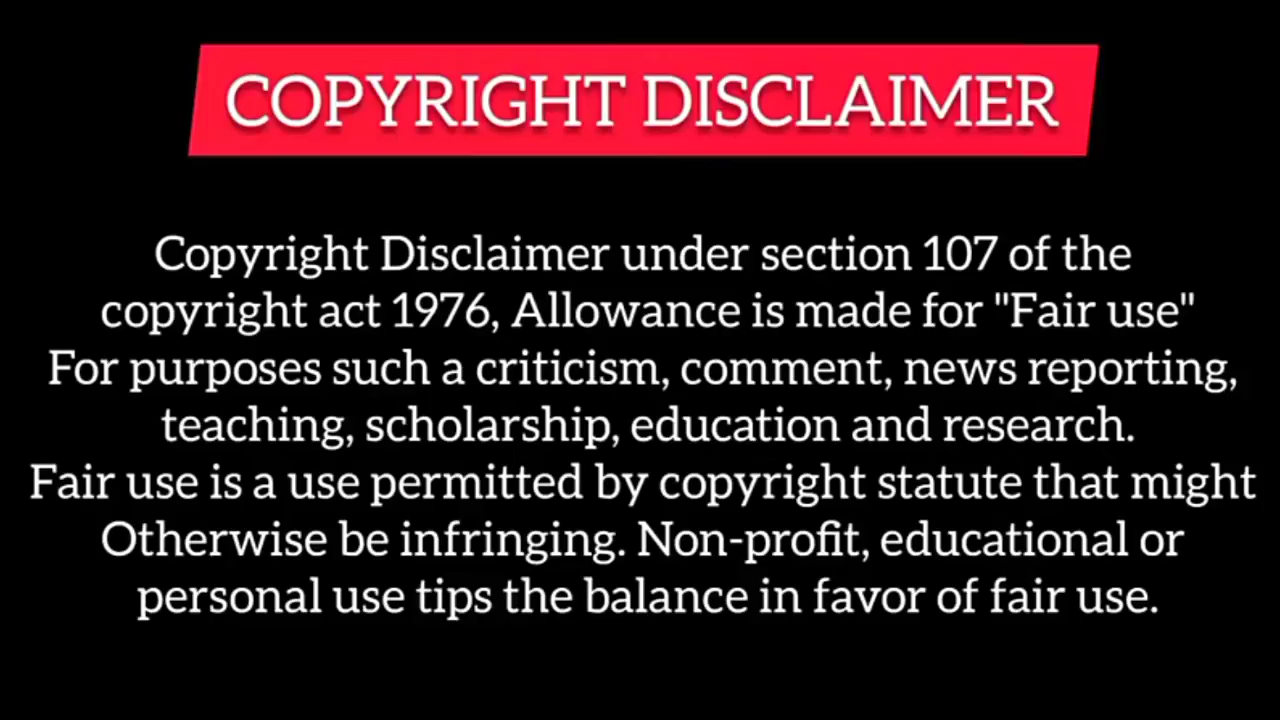 COPYRIGHT DISCLAIMER
Copyright Disclaimer under section 107 of the
copyright act 1976, Allowance is made for "Fair use"
For purposes such a criticism, comment, news reporting,
teaching, scholarship, education and research.
Fair use is a use permitted by copyright statute that might
Otherwise be infringing. Non-profit, educational or
personal use tips the balance in favor of fair use.